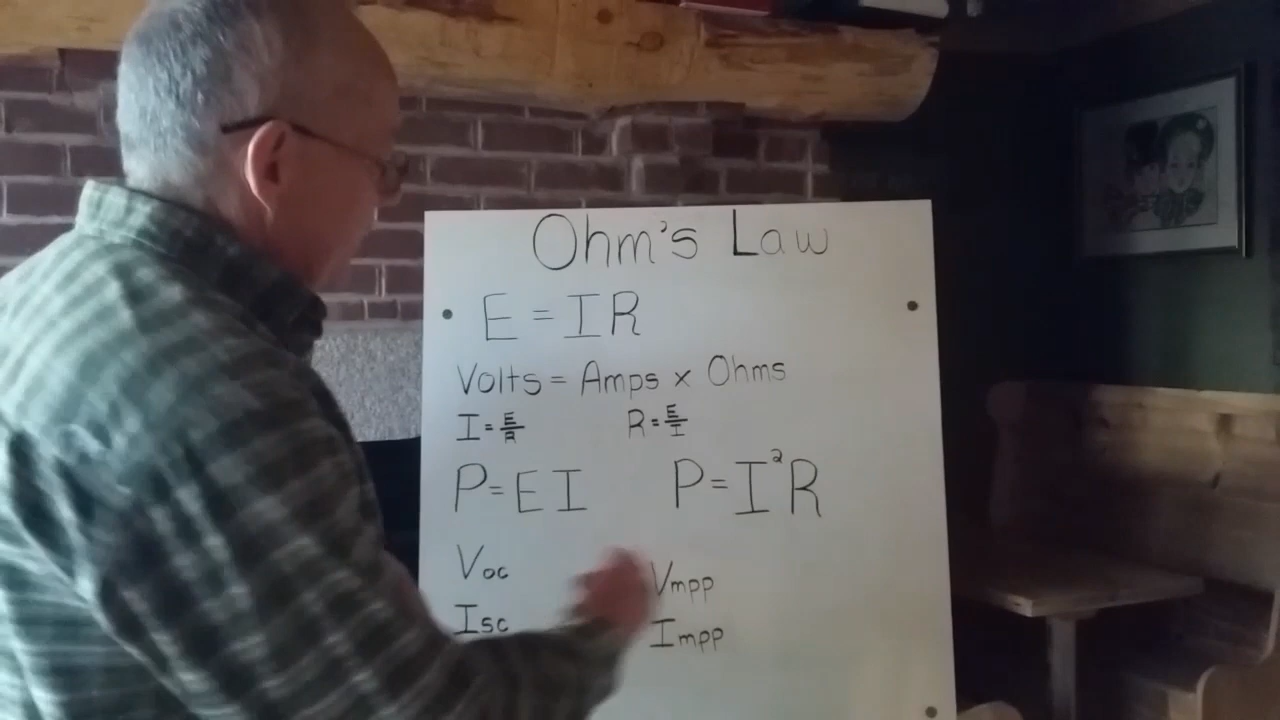 Ohm's Law
E = IR
Volts = Amps x Ohms
I = E/R R = E/I
P = EI P = I²R
Voc Vmpp
Isc Impp